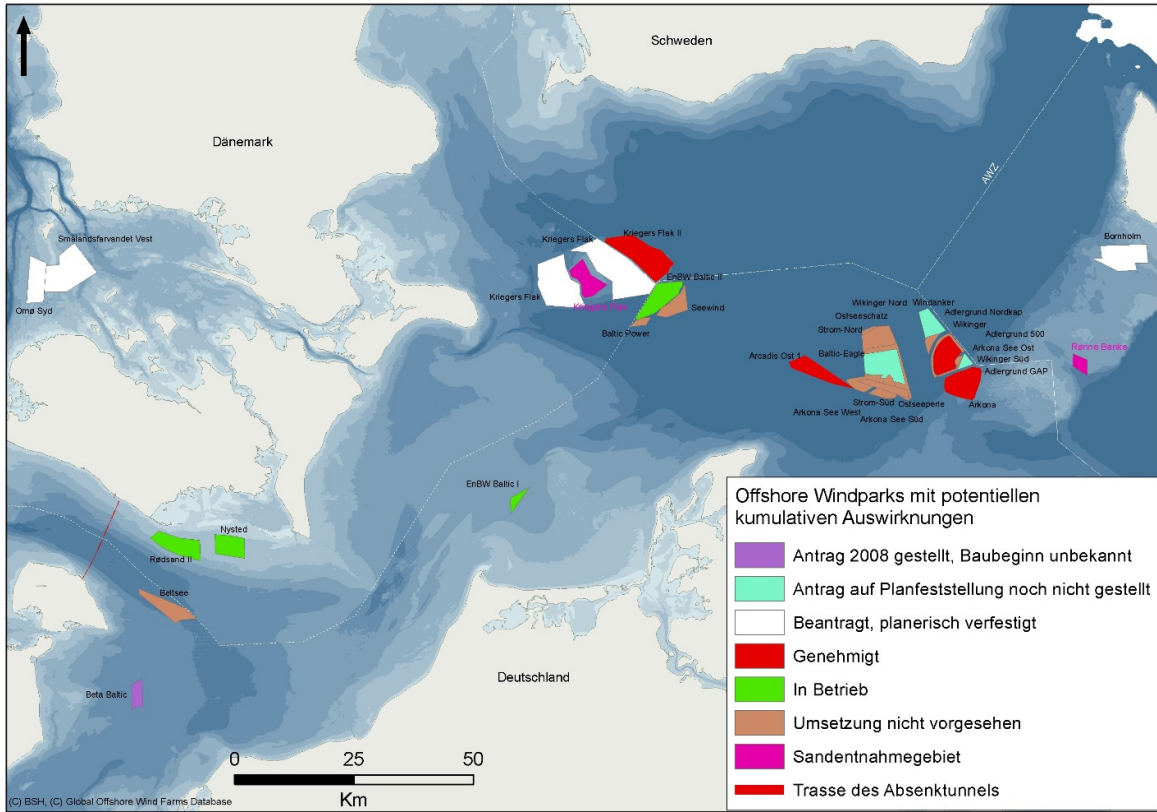 Schweden
Dänemark
AWZ
Smålandsfarvandet Vest
Omø Syd
Kriegers Flak
Kriegers Flak II
Bornholm
EnBW Baltic II
Kriegers Flak
Kriegers Flak
Seewind
Baltic Power
Wikinger Nord
Windanker
Ostseeschatz
Adlergrund Nordkap
Strom-Nord
Wikinger
Adlergrund 500
Arkona See Ost
Rønne Banke
Arcadis Ost 1
Baltic-Eagle
Wikinger Süd
Adlergrund GAP
Strom-Süd
Ostseeperle
Arkona
Arkona See West
Arkona See Süd
EnBW Baltic I
Nysted
Rødsand II
Beltsee
Beta Baltic
Deutschland
0
25
50
Km
(C) BSH, (C) Global Offshore Wind Farms Database
Offshore Windparks mit potentiellen
kumulativen Auswirknungen
Antrag 2008 gestellt, Baubeginn unbekannt
Antrag auf Planfeststellung noch nicht gestellt
Beantragt, planerisch verfestigt
Genehmigt
In Betrieb
Umsetzung nicht vorgesehen
Sandentnahmegebiet
Trasse des Absenktunnels